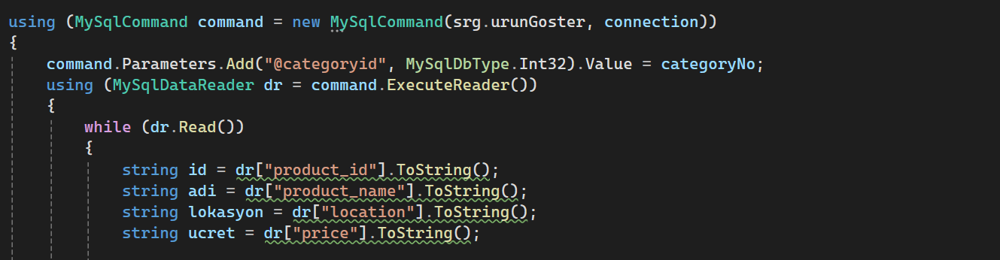 using (MySqlCommand command = new MySqlCommand(srg.urunGoster, connection))
{
command.Parameters.Add("@categoryid", MySqlDbType.Int32).Value = categoryNo;
using (MySqlDataReader dr = command.ExecuteReader())
{
while (dr.Read())
{
string id = dr["product_id"].ToString();
string adi = dr["product_name"].ToString();
string lokasyon = dr["location"].ToString();
string ucret = dr["price"].ToString();